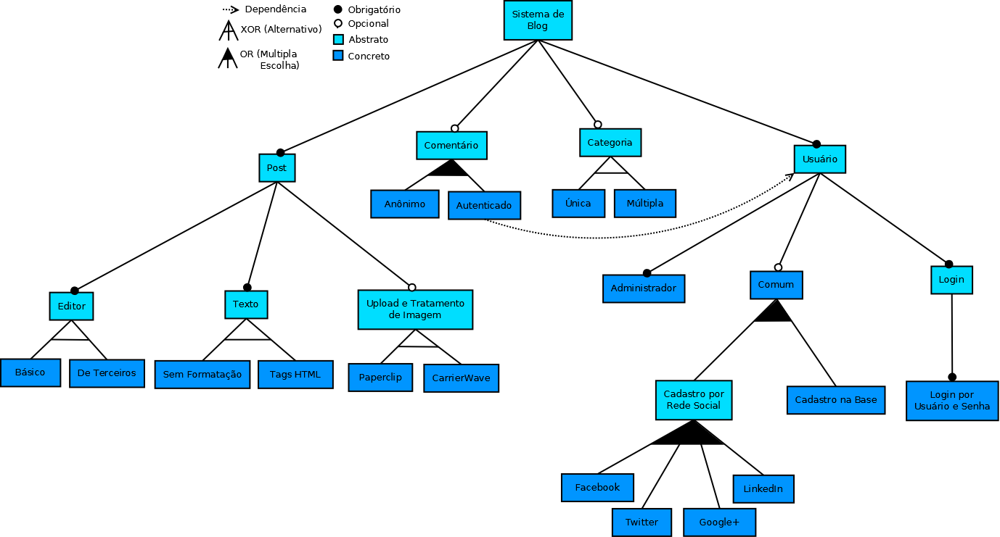 Dependência
XOR (Alternativo)
OR (Multipla
Escolha)
Obrigatório
Opcional
Abstrato
Concreto
Sistema de
Blog
Post
Comentário
Categoria
Usuário
Anônimo
Autenticado
Única
Múltipla
Editor
Texto
Upload e Tratamento
de Imagem
Administrador
Comum
Login
Básico
De Terceiros
Sem Formatação
Tags HTML
Paperclip
CarrierWave
Cadastro por
Rede Social
Cadastro na Base
Login por
Usuário e Senha
Facebook
Twitter
Google+
LinkedIn